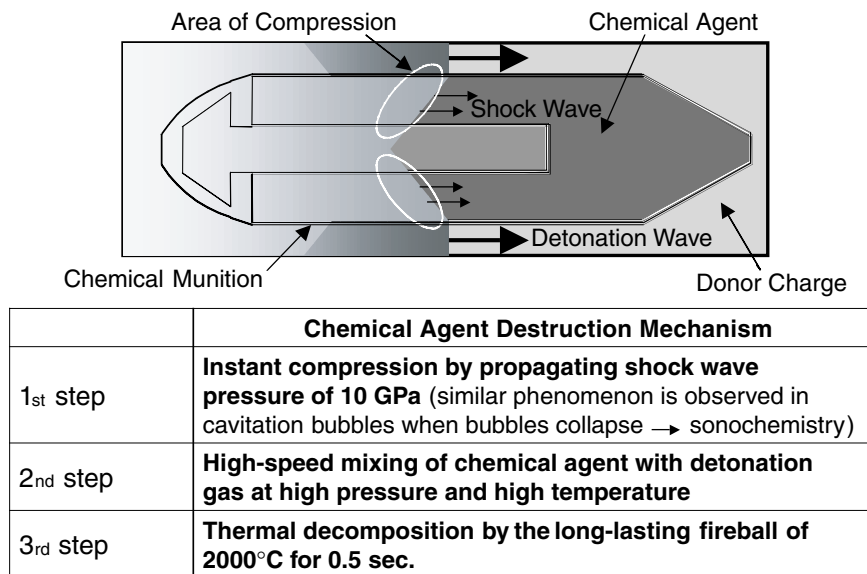 Area of Compression
Chemical Agent
Shock Wave
Detonation Wave
Chemical Munition
Donor Charge
Chemical Agent Destruction Mechanism
1st step
Instant compression by propagating shock wave
pressure of 10 GPa (similar phenomenon is observed in
cavitation bubbles when bubbles collapse → sonochemistry)
2nd step
High-speed mixing of chemical agent with detonation
gas at high pressure and high temperature
3rd step
Thermal decomposition by the long-lasting fireball of
2000°C for 0.5 sec.